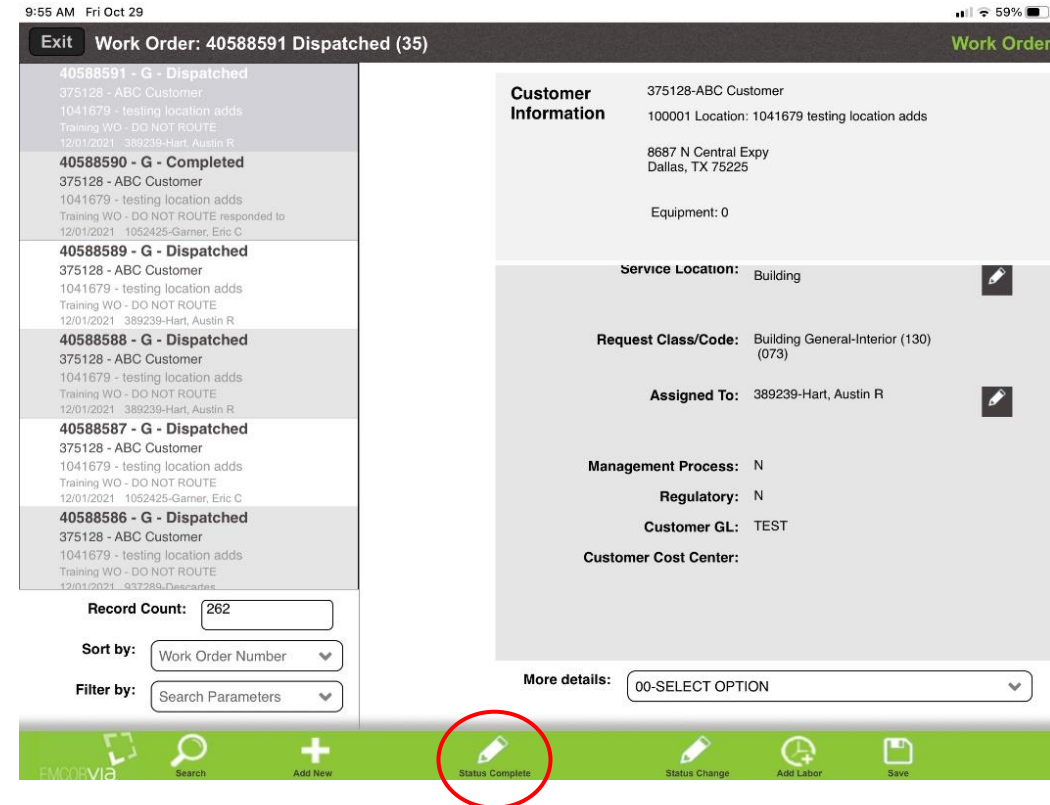 9:55 AM Fri Oct 29
59%
Exit Work Order: 40588591 Dispatched (35)
Work Order
40588591 - G - Dispatched
375128 - ABC Customer
1041679 - testing location adds
Training WO - DO NOT ROUTE
12/01/2021 389239-Hart, Austin R
40588590 - G - Completed
375128 - ABC Customer
1041679 - testing location adds
Training WO - DO NOT ROUTE responded to
12/01/2021 1052425-Garner, Eric C
40588589 - G - Dispatched
375128 - ABC Customer
1041679 - testing location adds
Training WO - DO NOT ROUTE
12/01/2021 389239-Hart, Austin R
40588588 - G - Dispatched
375128 - ABC Customer
1041679 - testing location adds
Training WO - DO NOT ROUTE
12/01/2021 389239-Hart, Austin R
40588587 - G - Dispatched
375128 - ABC Customer
1041679 - testing location adds
Training WO - DO NOT ROUTE
12/01/2021 1052425-Garner, Eric C
40588586 - G - Dispatched
375128 - ABC Customer
1041679 - testing location adds
Training WO - DO NOT ROUTE
12/01/2021 937289-Descartes
Record Count: 262
Sort by: Work Order Number
Filter by: Search Parameters
Customer Information
375128-ABC Customer
100001 Location: 1041679 testing location adds
8687 N Central Expy
Dallas, TX 75225
Equipment: 0
Service Location: Building
Request Class/Code: Building General-Interior (130)
(073)
Assigned To: 389239-Hart, Austin R
Management Process: N
Regulatory: N
Customer GL: TEST
Customer Cost Center:
More details: 00-SELECT OPTION
EMCORVIA
Search
Add New
Status Complete
Status Change
Add Labor
Save